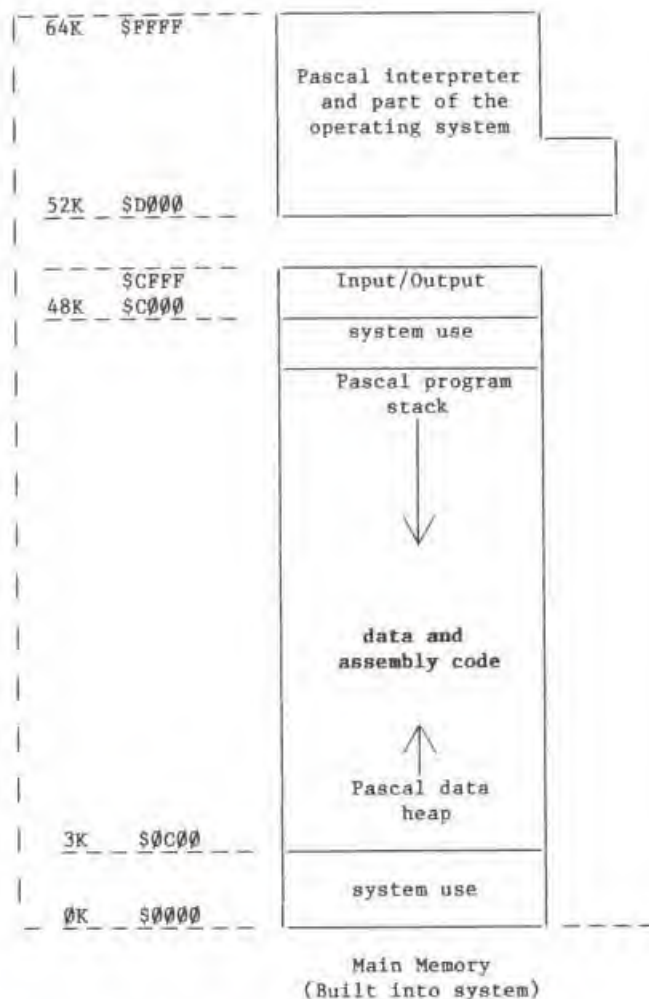 64K $FFFF
Pascal interpreter
and part of the
operating system
52K $DØØØ
$CFFF
Input/Output
48K $CØØØ
system use
Pascal program
stack
data and
assembly code
Pascal data
heap
3K $ØCØØ
system use
ØK $ØØØØ
Main Memory
(Built into system)